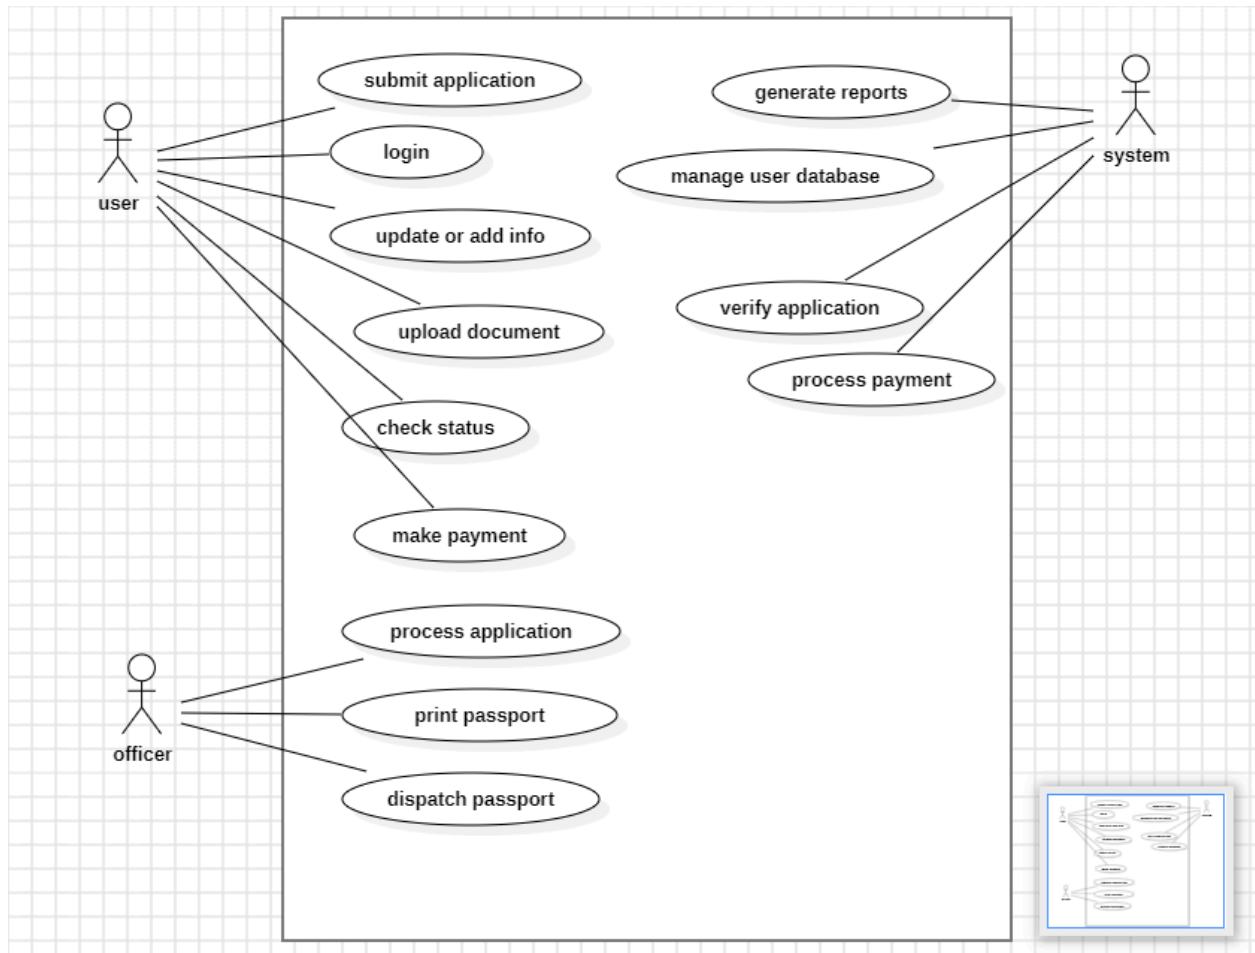 submit application
generate reports
login
system
manage user database
user
update or add info
verify application
upload document
process payment
check status
make payment
process application
print passport
officer
dispatch passport